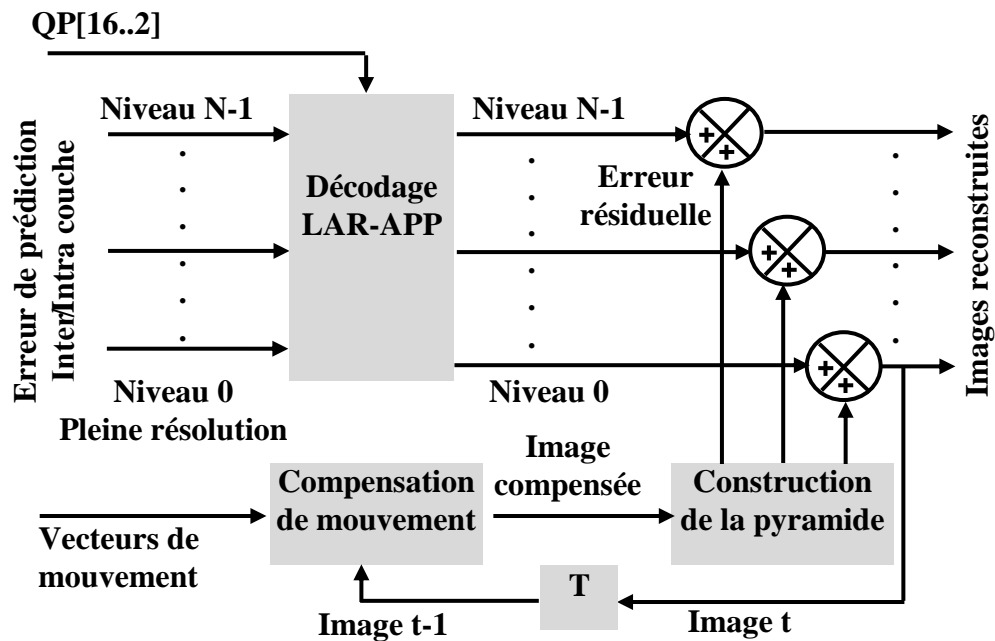 QP[16..2]
Erreur de prédiction
Inter/Intra couche
Niveau N-1
Niveau N-1
Décodage
LAR-APP
Erreur
résiduelle
+
+
+
+
+
+
Images reconstruites
Niveau 0
Pleine résolution
Niveau 0
Compensation
de mouvement
Image
compensée
Construction
de la pyramide
Vecteurs de
mouvement
T
Image t-1
Image t